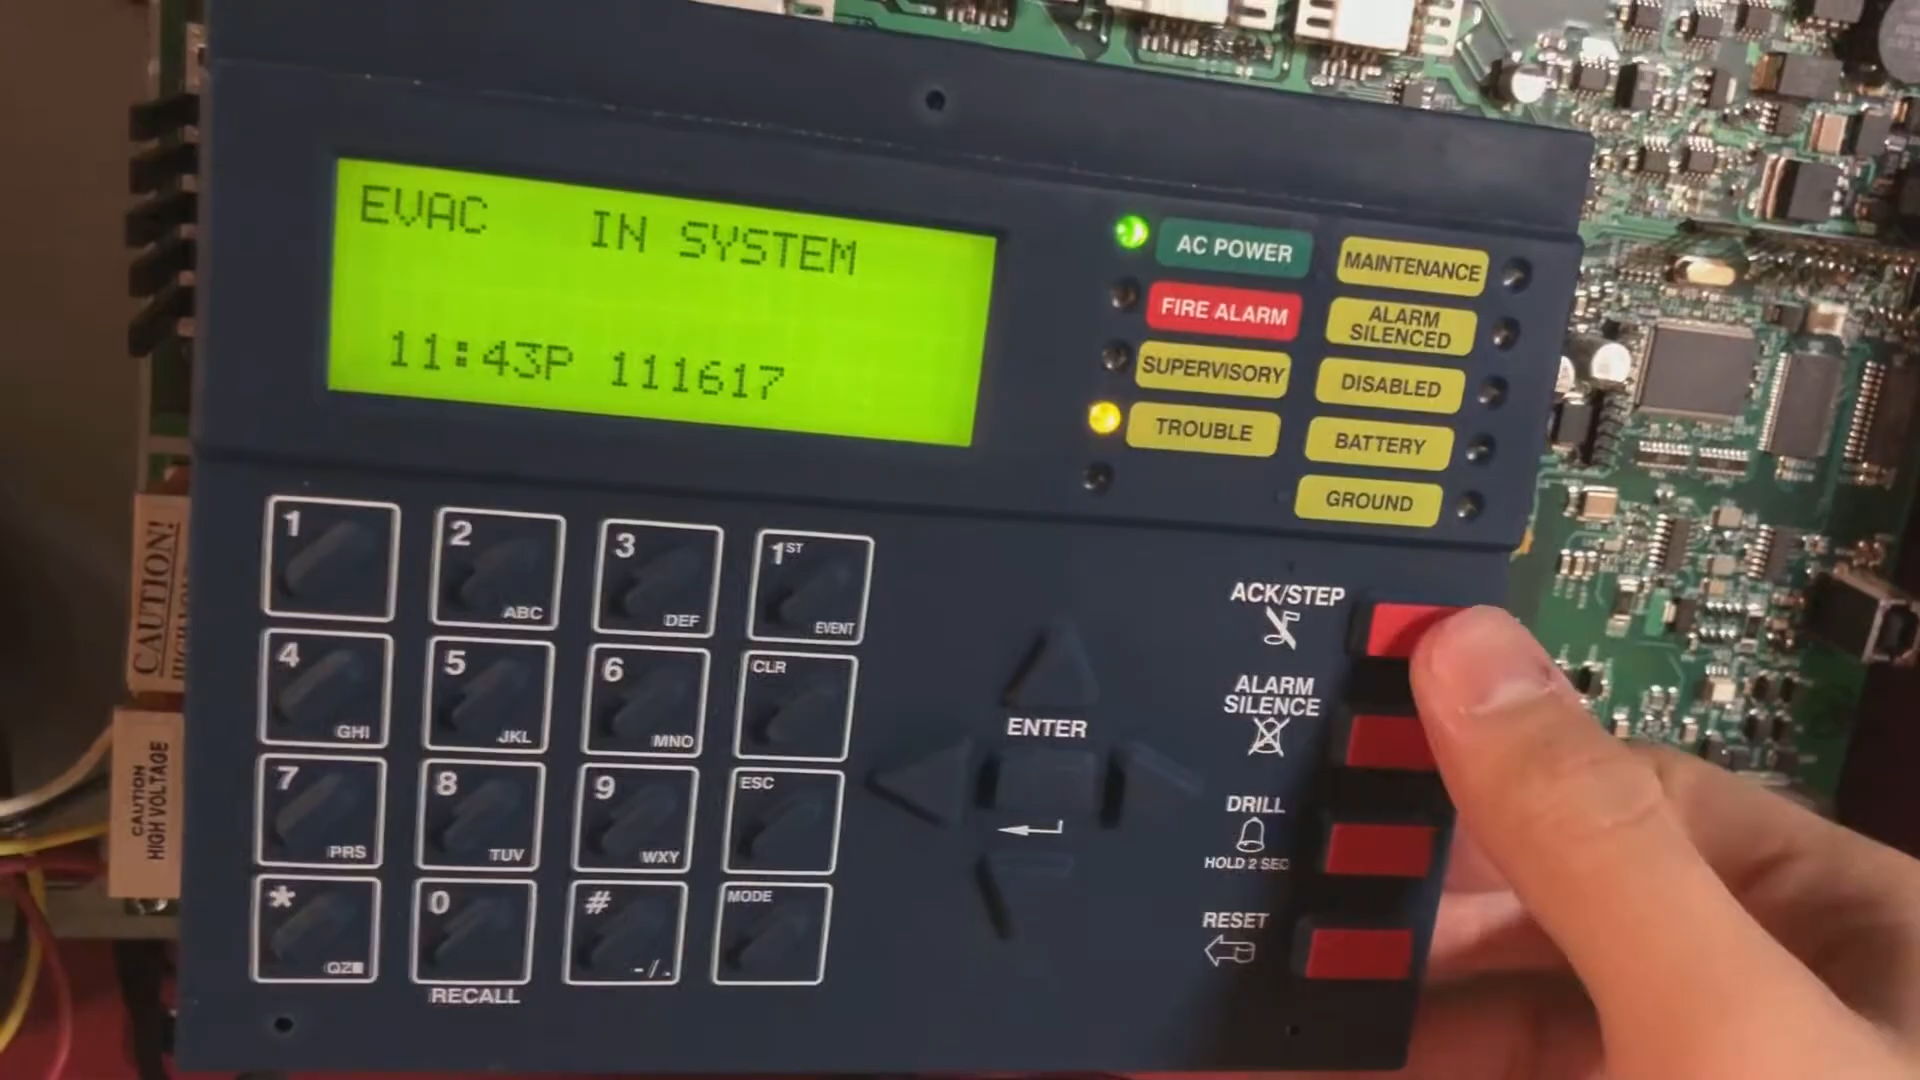 EVAC IN SYSTEM
11:43P 111617
AC POWER
FIRE ALARM
SUPERVISORY
TROUBLE
MAINTENANCE
ALARM
SILENCED
DISABLED
BATTERY
GROUND
1
2 ABC
3 DEF
1ST EVENT
4 GHI
5 JKL
6 MNO
CLR
7 PRS
8 TUV
9 WXY
ESC
* QZ
0
# -/.
MODE
RECALL
ENTER
ACK/STEP
ALARM
SILENCE
DRILL
HOLD 2 SEC
RESET
CAUTION!
CAUTION
HIGH VOLTAGE